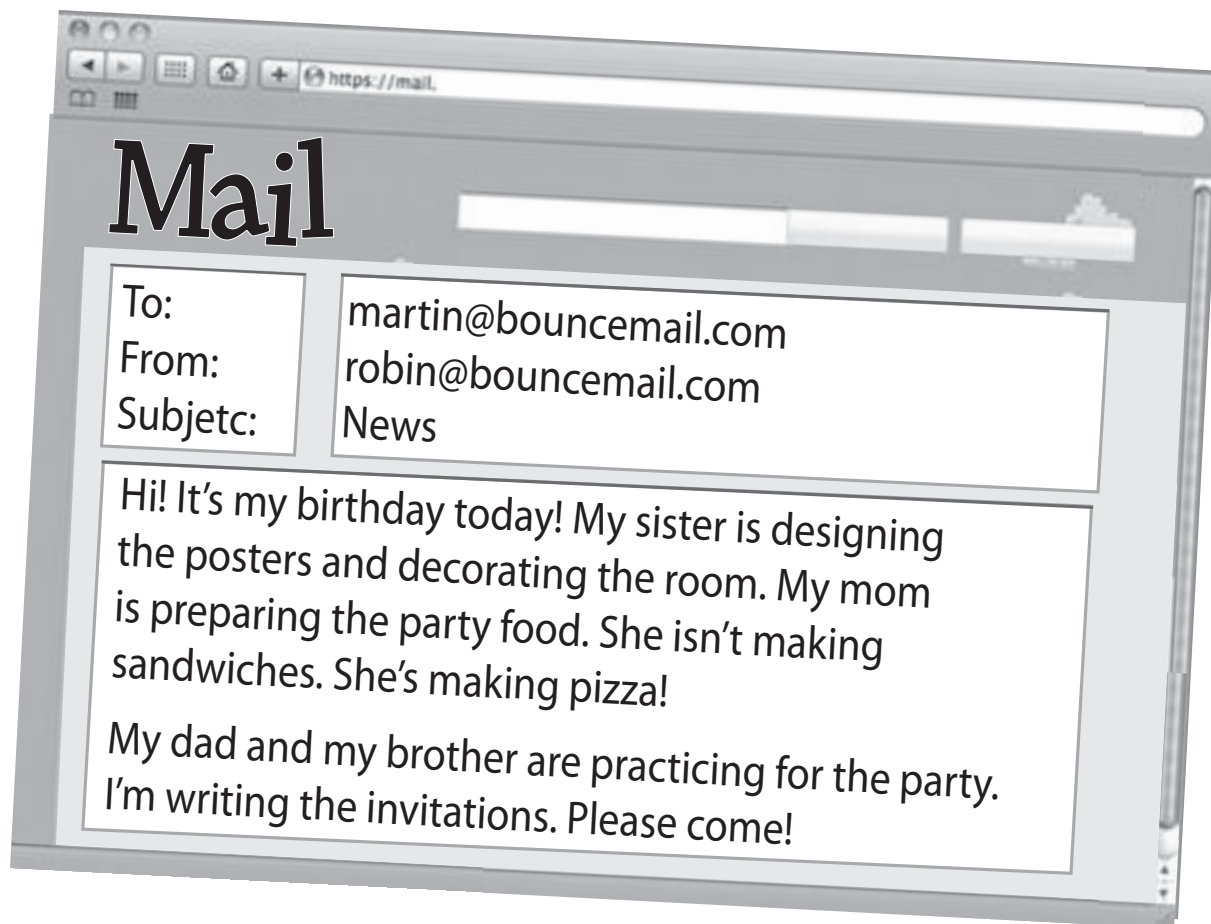 https://mail.
Mail
To: martin@bouncemail.com
From: robin@bouncemail.com
Subjetc: News
Hi! It's my birthday today! My sister is designing
the posters and decorating the room. My mom
is preparing the party food. She isn't making
sandwiches. She's making pizza!
My dad and my brother are practicing for the party.
I'm writing the invitations. Please come!